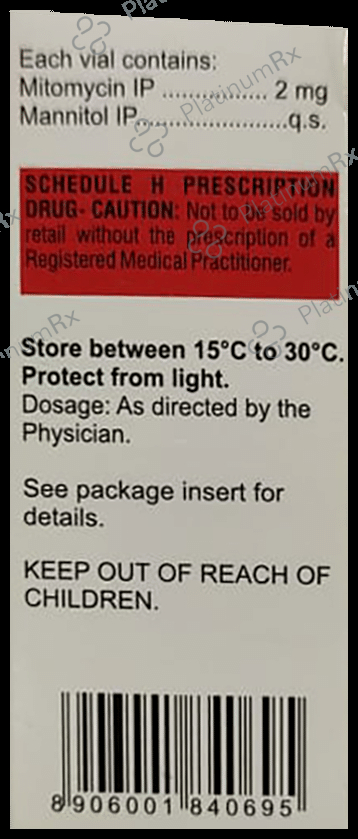 Each vial contains:
Mitomycin IP ................ 2 mg
Mannitol IP.......................q.s.
SCHEDULE H PRESCRIPTION
DRUG- CAUTION: Not to be sold by
retail without the prescription of a
Registered Medical Practitioner.
Store between 15°C to 30°C.
Protect from light.
Dosage: As directed by the
Physician.
See package insert for
details.
KEEP OUT OF REACH OF
CHILDREN.
8 906001 840695
PlatinumRx